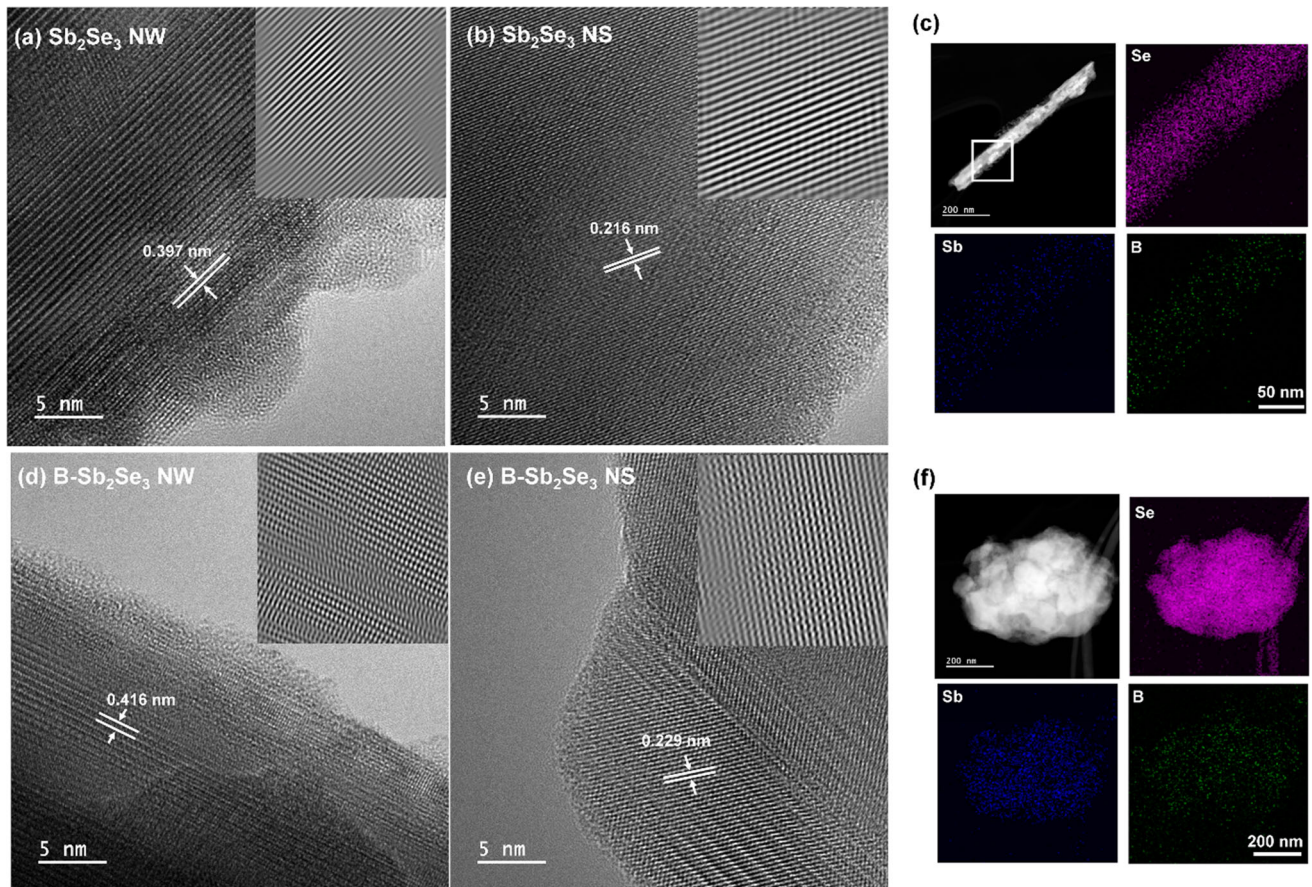 (a) Sb₂Se₃ NW
0.397 nm
5 nm
(b) Sb₂Se₃ NS
0.216 nm
5 nm
(c)
200 nm
Se
Sb
B
50 nm
(d) B-Sb₂Se₃ NW
0.416 nm
5 nm
(e) B-Sb₂Se₃ NS
0.229 nm
5 nm
(f)
200 nm
Se
Sb
B
200 nm